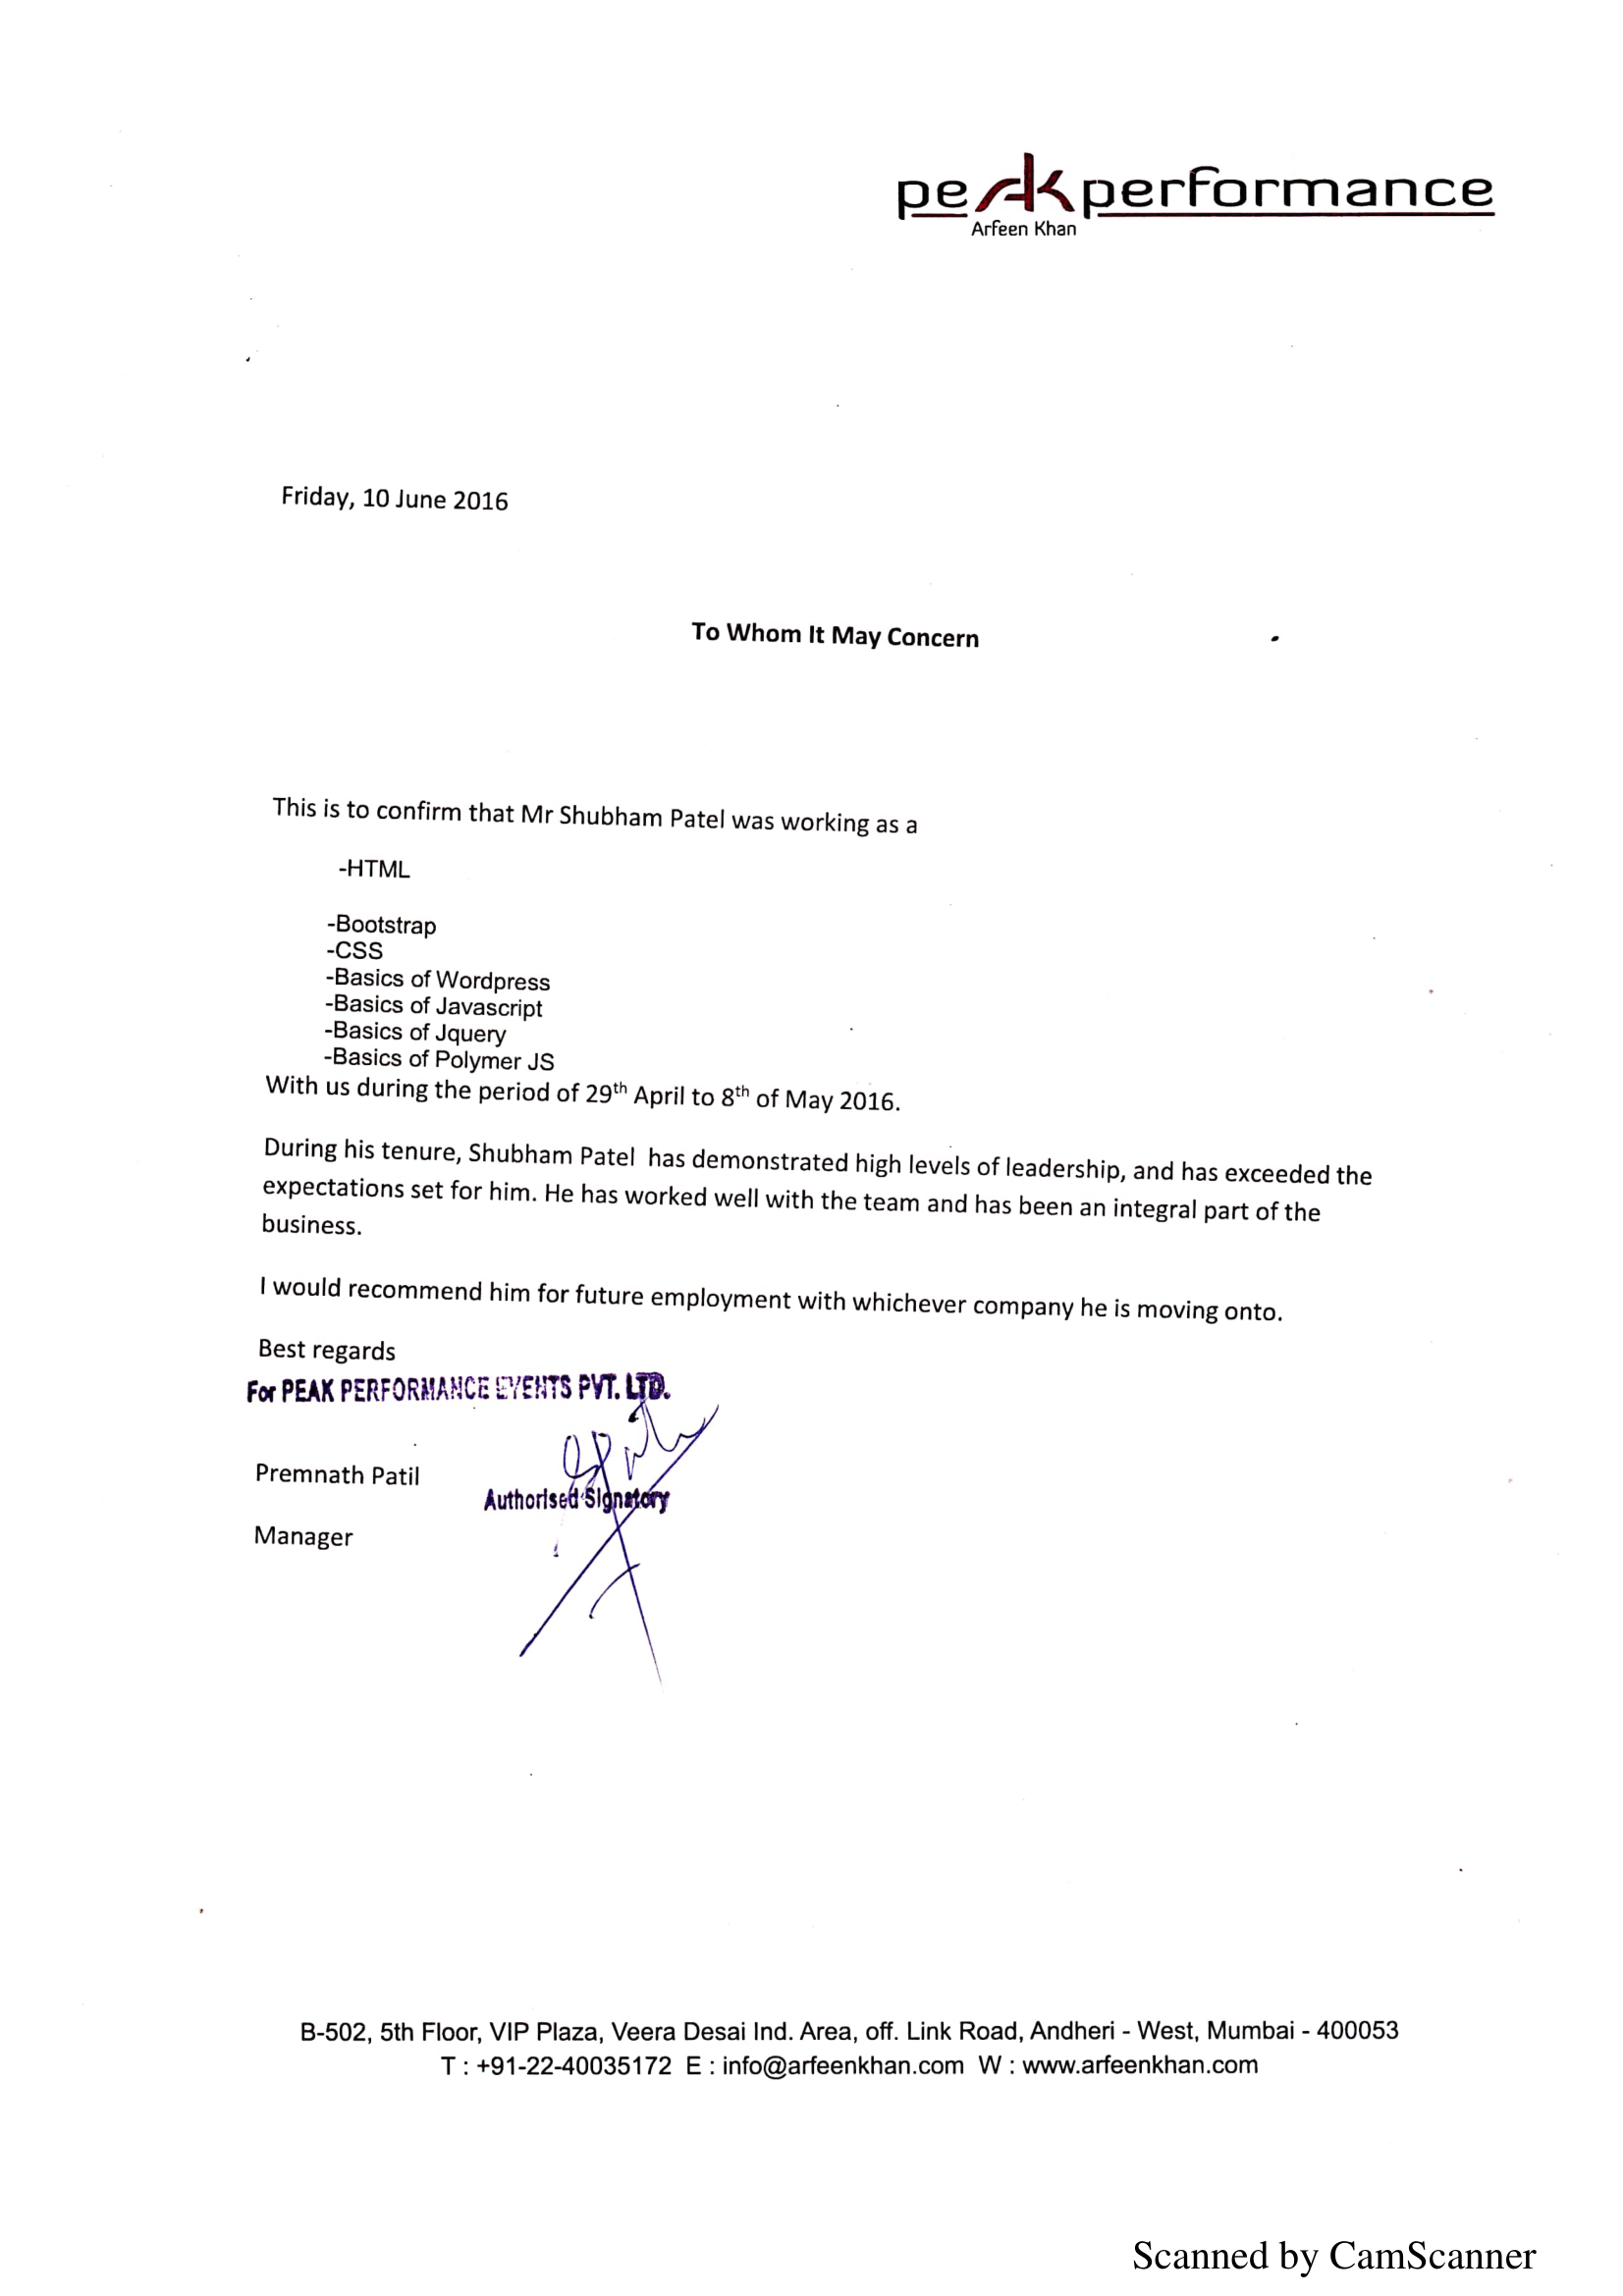 peakperformance
Arfeen Khan
Friday, 10 June 2016
To Whom It May Concern
This is to confirm that Mr Shubham Patel was working as a
-HTML
-Bootstrap
-CSS
-Basics of Wordpress
-Basics of Javascript
-Basics of Jquery
-Basics of Polymer JS
With us during the period of 29th April to 8th of May 2016.
During his tenure, Shubham Patel  has demonstrated high levels of leadership, and has exceeded the
expectations set for him. He has worked well with the team and has been an integral part of the
business.
I would recommend him for future employment with whichever company he is moving onto.
Best regards
For PEAK PERFORMANCE EVENTS PVT. LTD.
Premnath Patil
Authorised Signatory
Manager
B-502, 5th Floor, VIP Plaza, Veera Desai Ind. Area, off. Link Road, Andheri - West, Mumbai - 400053
T : +91-22-40035172  E : info@arfeenkhan.com  W : www.arfeenkhan.com
Scanned by CamScanner